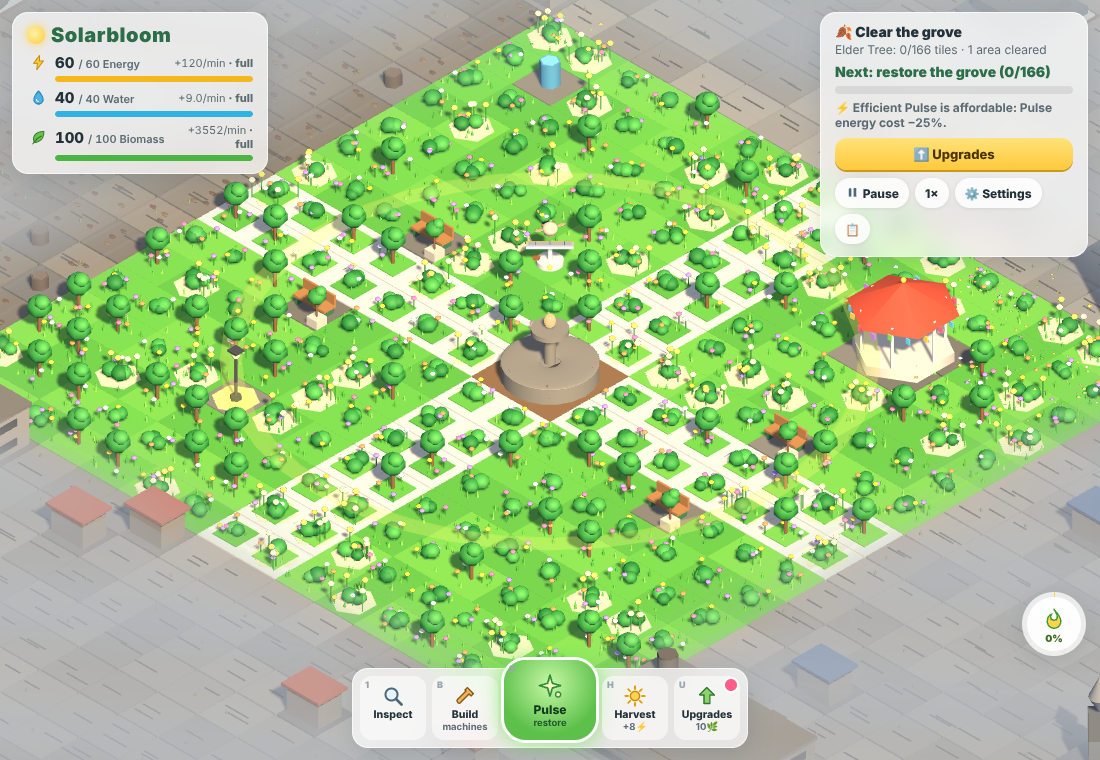 Solarbloom
60 / 60 Energy +120/min · full
40 / 40 Water +9.0/min · full
100 / 100 Biomass +3552/min ·
full
🍂 Clear the grove
Elder Tree: 0/166 tiles · 1 area cleared
Next: restore the grove (0/166)
⚡ Efficient Pulse is affordable: Pulse
energy cost −25%.
⬆️ Upgrades
⏸ Pause
1×
⚙️ Settings
📋
0%
1
Inspect
B
Build
machines
Pulse
restore
H
Harvest
+8⚡
U
Upgrades
10🌿